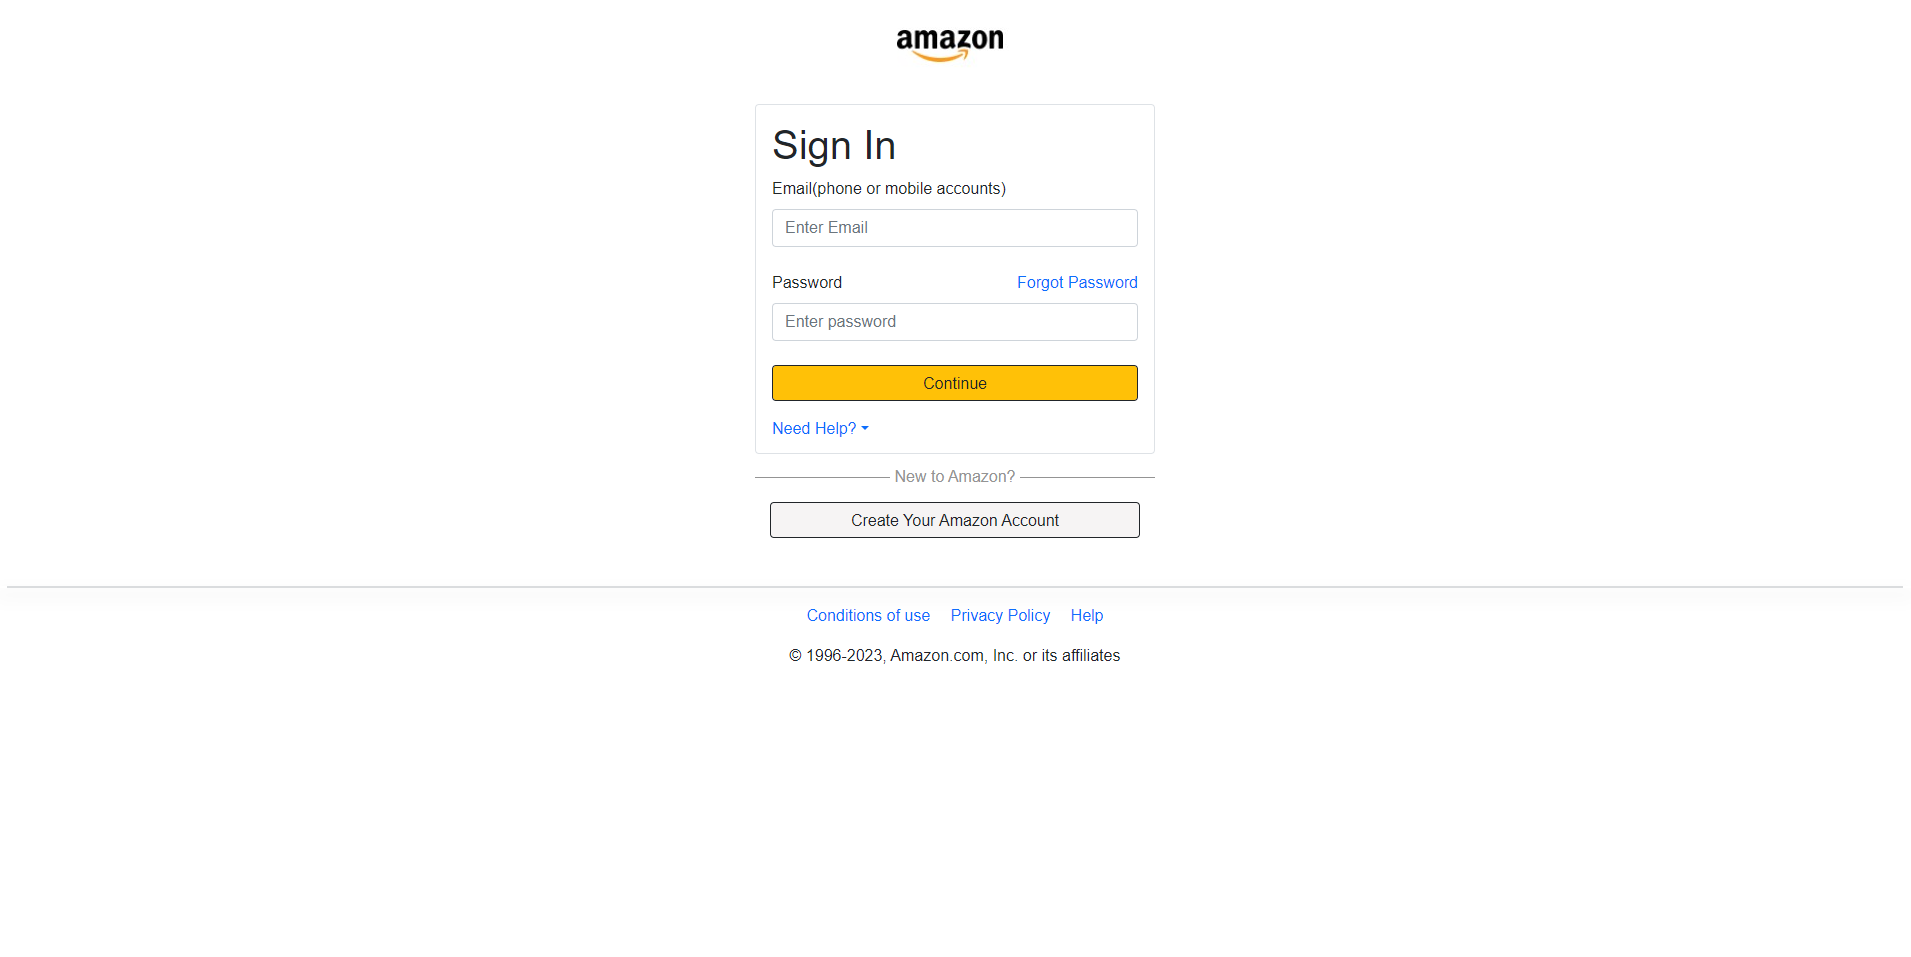 amazon
Sign In
Email(phone or mobile accounts)
Enter Email
Password Forgot Password
Enter password
Continue
Need Help?
New to Amazon?
Create Your Amazon Account
Conditions of use Privacy Policy Help
© 1996-2023, Amazon.com, Inc. or its affiliates